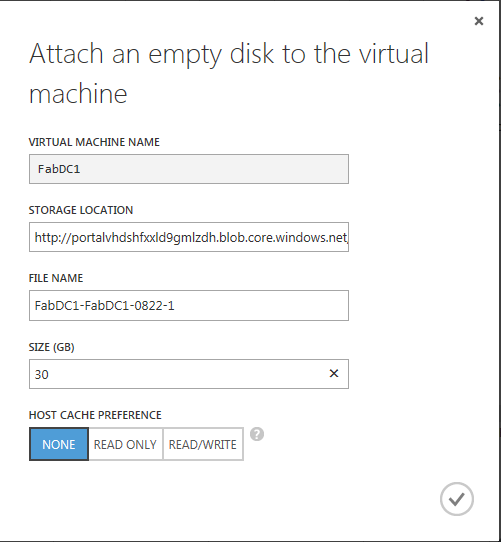 Attach an empty disk to the virtual
machine
VIRTUAL MACHINE NAME
FabDC1
STORAGE LOCATION
http://portalvhdshfxxld9gmlzdh.blob.core.windows.net
FILE NAME
FabDC1-FabDC1-0822-1
SIZE (GB)
30
HOST CACHE PREFERENCE
NONE READ ONLY READ/WRITE ?